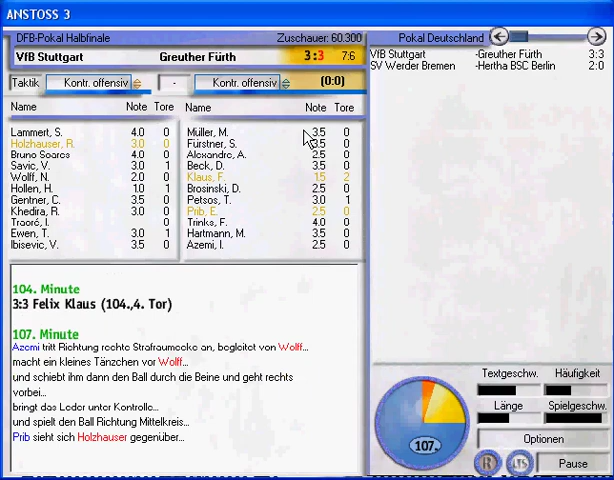 ANSTOSS 3
DFB-Pokal Halbfinale Zuschauer: 60.300
VfB Stuttgart Greuther Fürth 3:3 7:6
Taktik Kontr. offensiv - Kontr. offensiv (0:0)
Name Note Tore Name Note Tore
Lammert, S. 4.0 0 Müller, M. 3.5 0
Holzhauser, R. 3.0 0 Fürstner, S. 3.5 0
Bruno Soares 4.0 0 Alexandre, A. 2.5 0
Savic, V. 3.0 1 Beck, D. 3.5 0
Wolff, N. 2.0 0 Klaus, F. 1.5 2
Hollen, H. 1.0 1 Brosinski, D. 2.5 0
Gentner, C. 3.5 0 Petsos, T. 3.0 1
Khedira, R. 3.0 0 Prib, E. 2.5 0
Traoré, I. 0 Trinks, F. 4.0 0
Ewen, T. 3.0 1 Hartmann, M. 3.5 0
Ibisevic, V. 3.5 0 Azemi, I. 2.5 0
104. Minute
3:3 Felix Klaus (104.,4. Tor)
107. Minute
Azemi tritt Richtung rechte Strafraumecke an, begleitet von Wolff...
macht ein kleines Tänzchen vor Wolff...
und schiebt ihm dann den Ball durch die Beine und geht rechts
vorbei...
bringt das Leder unter Kontrolle...
und spielt den Ball Richtung Mittelkreis...
Prib sieht sich Holzhauser gegenüber...
Pokal Deutschland
VfB Stuttgart -Greuther Fürth 3:3
SV Werder Bremen -Hertha BSC Berlin 2:0
Textgeschw. Häufigkeit
Länge Spielgeschw.
107.
Optionen
R LTS Pause